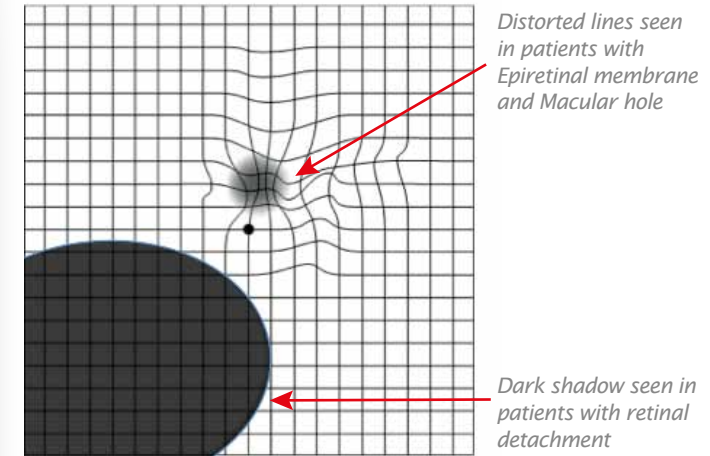 Distorted lines seen
in patients with
Epiretinal membrane
and Macular hole
Dark shadow seen in
patients with retinal
detachment